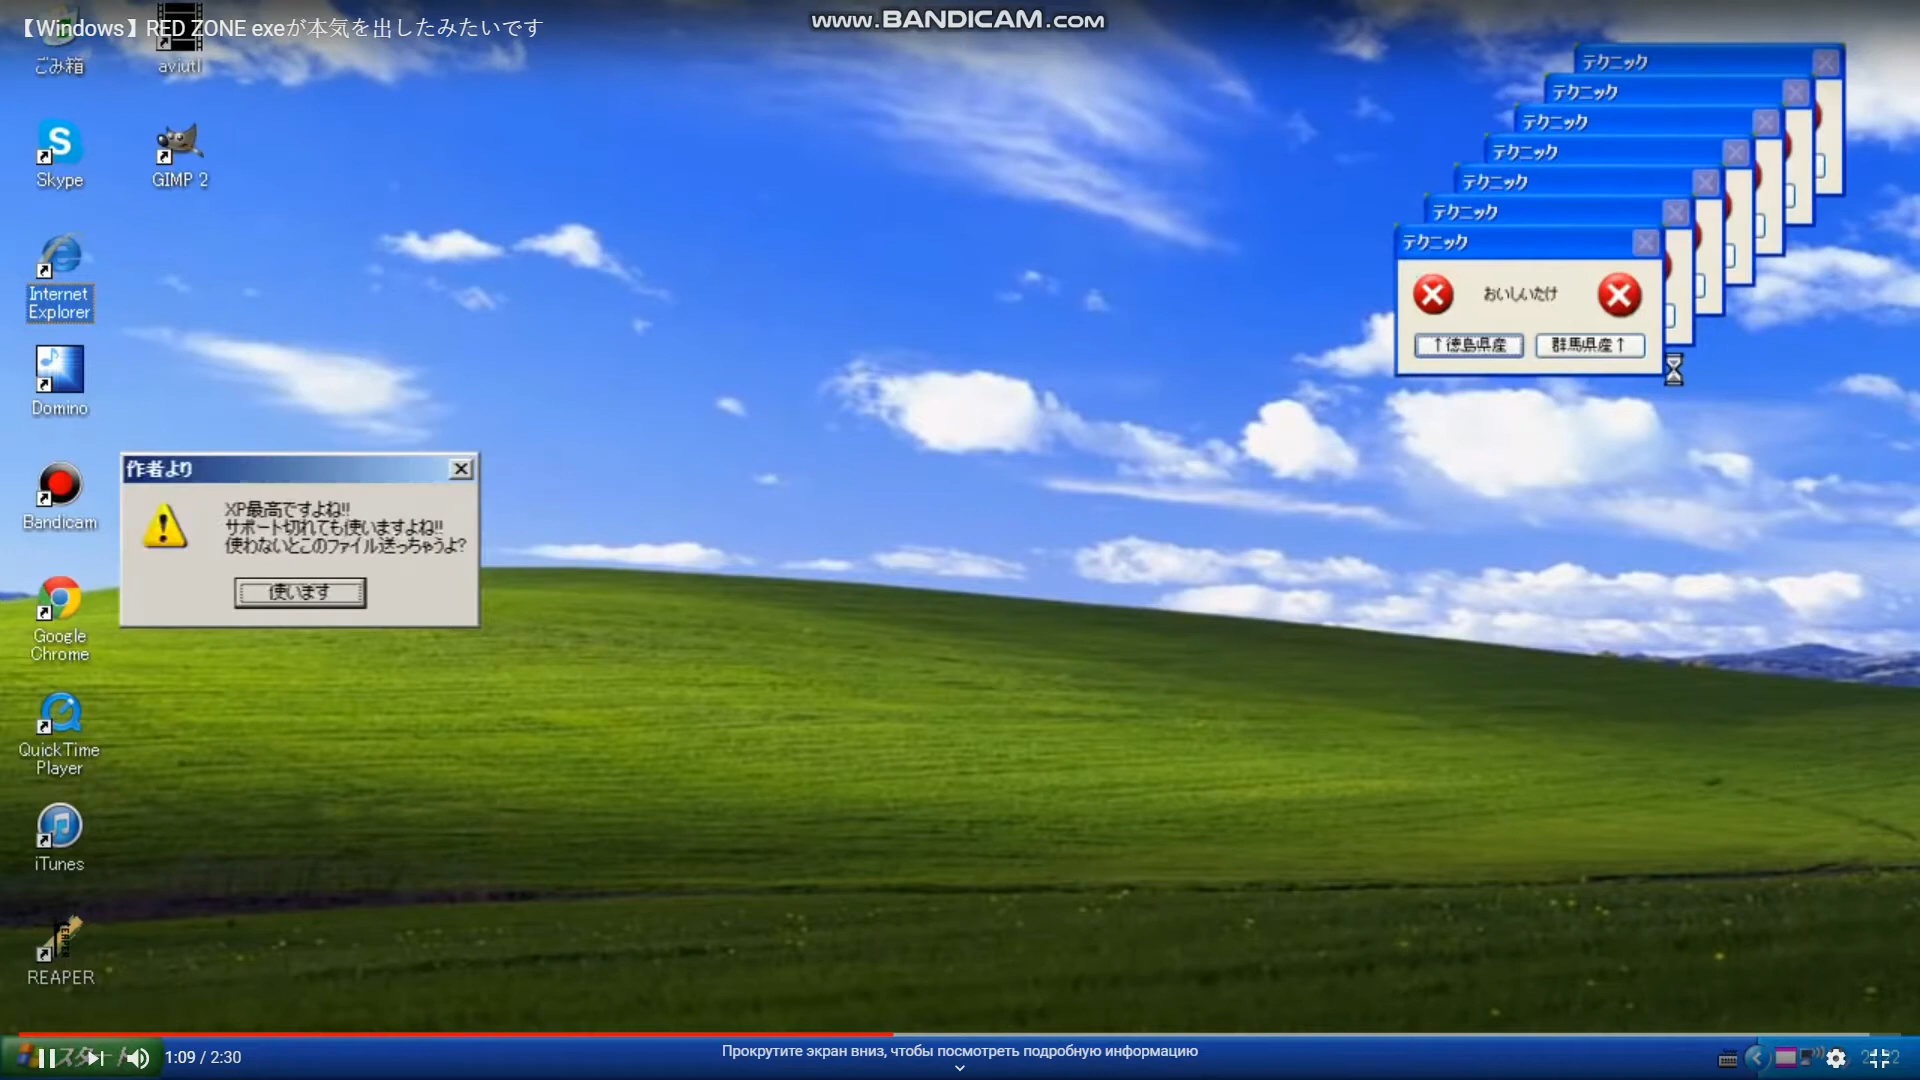 【Windows】RED ZONE exeが本気を出したみたいです
www.BANDICAM.com
ごみ箱
aviutl
Skype
GIMP 2
Internet
Explorer
Domino
Bandicam
Google
Chrome
QuickTime
Player
iTunes
REAPER
作者より
XP最高ですよね!!
サポート切れても使いますよね!!
使わないとこのファイル送っちゃうよ?
使います
テクニック
テクニック
テクニック
テクニック
テクニック
テクニック
テクニック
おいしいたけ
↑徳島県産
群馬県産↑
スタート
1:09 / 2:30
Прокрутите экран вниз, чтобы посмотреть подробную информацию